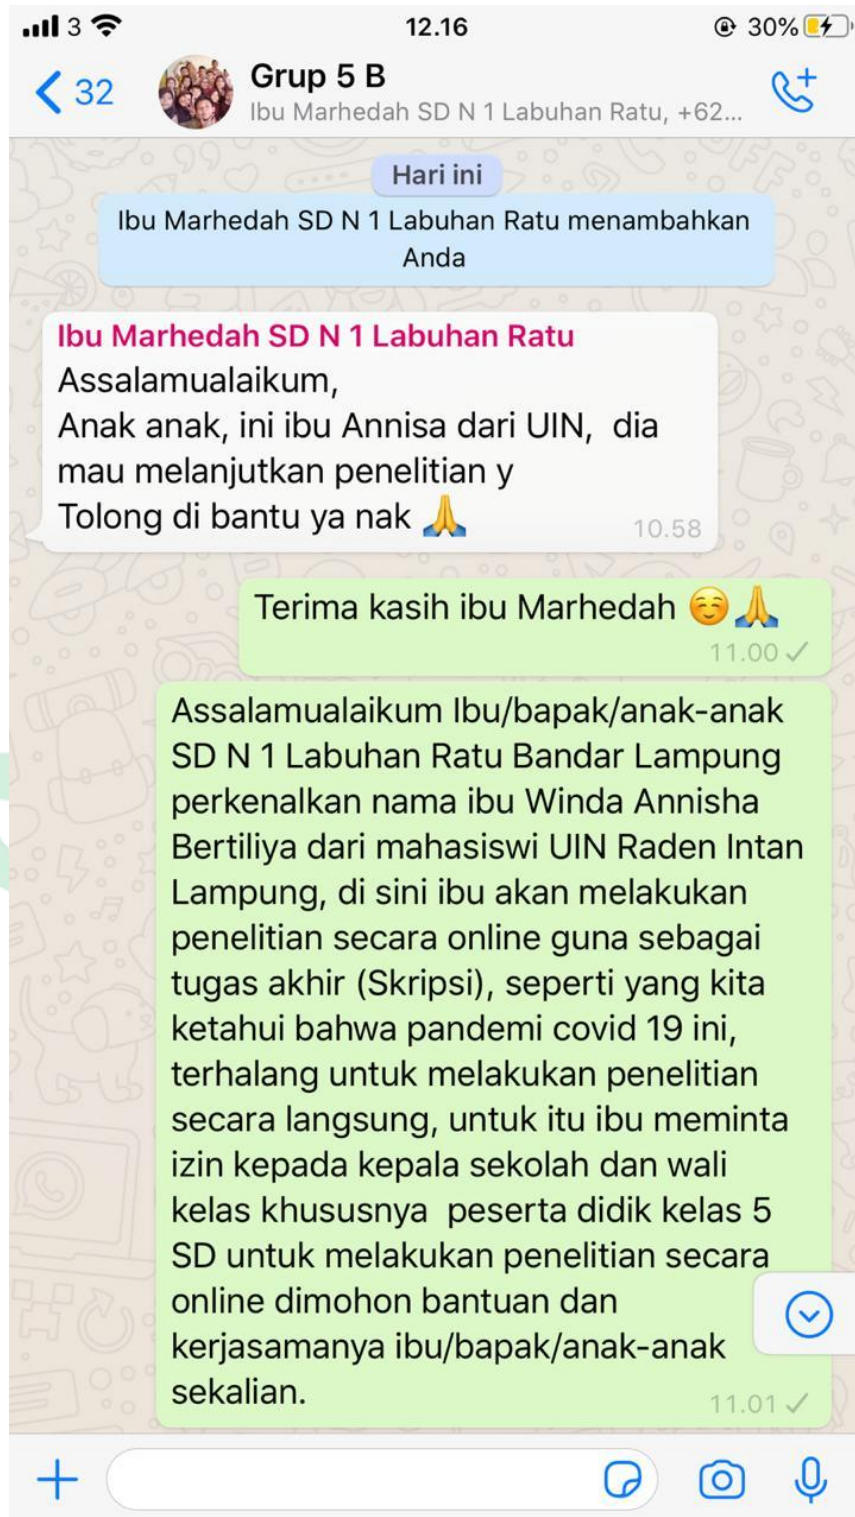 3
12.16
30%
32
Grup 5 B
Ibu Marhedah SD N 1 Labuhan Ratu, +62...
Hari ini
Ibu Marhedah SD N 1 Labuhan Ratu menambahkan
Anda
Ibu Marhedah SD N 1 Labuhan Ratu
Assalamualaikum,
Anak anak, ini ibu Annisa dari UIN,  dia
mau melanjutkan penelitian y
Tolong di bantu ya nak 🙏
10.58
Terima kasih ibu Marhedah ☺️🙏
11.00
Assalamualaikum Ibu/bapak/anak-anak
SD N 1 Labuhan Ratu Bandar Lampung
perkenalkan nama ibu Winda Annisha
Bertiliya dari mahasiswi UIN Raden Intan
Lampung, di sini ibu akan melakukan
penelitian secara online guna sebagai
tugas akhir (Skripsi), seperti yang kita
ketahui bahwa pandemi covid 19 ini,
terhalang untuk melakukan penelitian
secara langsung, untuk itu ibu meminta
izin kepada kepala sekolah dan wali
kelas khususnya  peserta didik kelas 5
SD untuk melakukan penelitian secara
online dimohon bantuan dan
kerjasamanya ibu/bapak/anak-anak
sekalian.
11.01